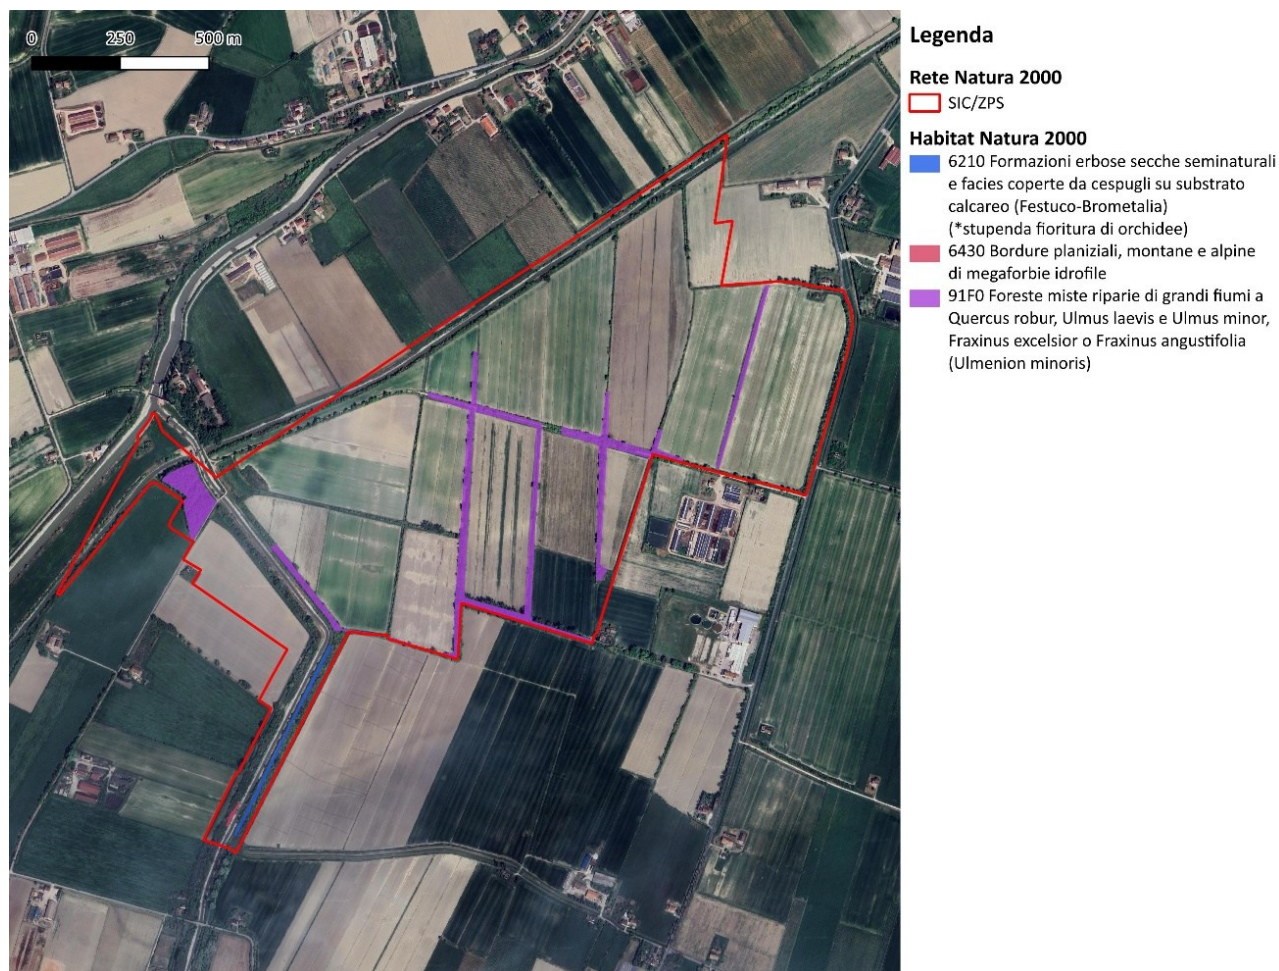 0 250 500 m
Legenda
Rete Natura 2000
SIC/ZPS
Habitat Natura 2000
6210 Formazioni erbose secche seminaturali
e facies coperte da cespugli su substrato
calcareo (Festuco-Brometalia)
(*stupenda fioritura di orchidee)
6430 Bordure planiziali, montane e alpine
di megaforbie idrofile
91F0 Foreste miste riparie di grandi fiumi a
Quercus robur, Ulmus laevis e Ulmus minor,
Fraxinus excelsior o Fraxinus angustifolia
(Ulmenion minoris)